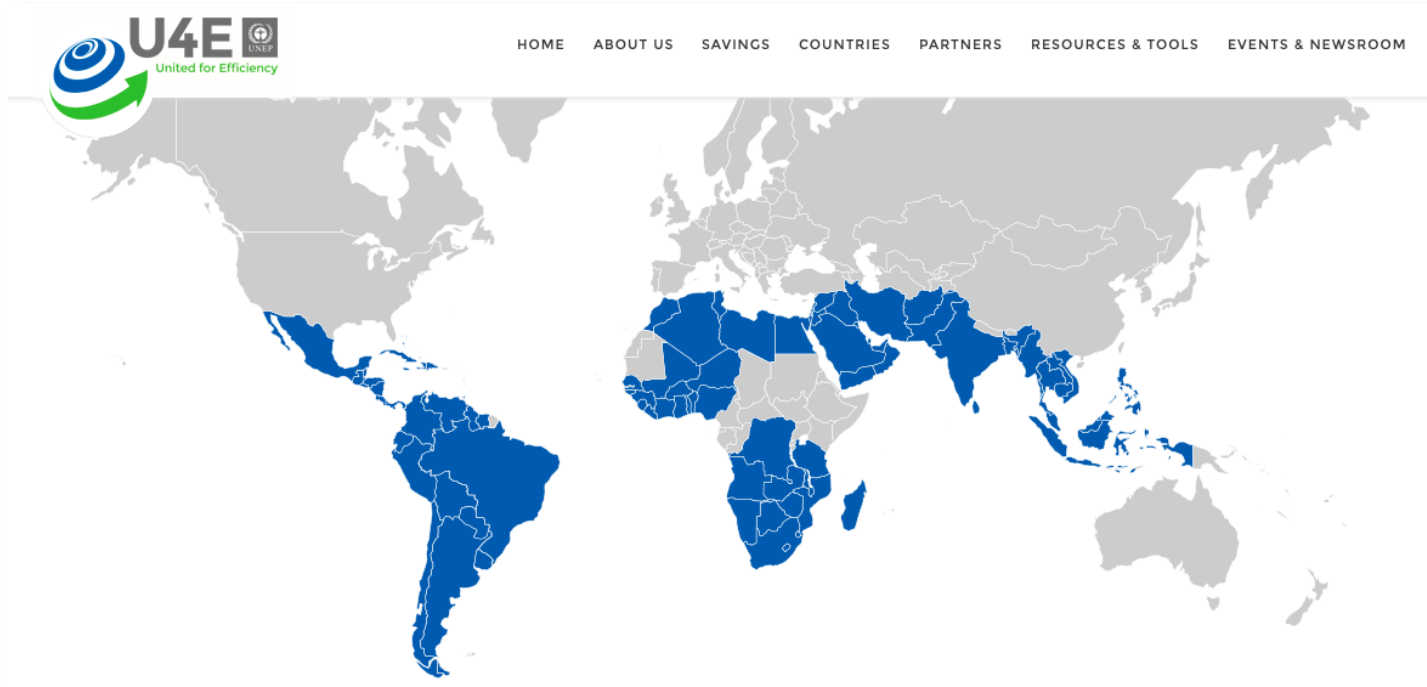 U4E
UNEP
United for Efficiency
HOME ABOUT US SAVINGS COUNTRIES PARTNERS RESOURCES & TOOLS EVENTS & NEWSROOM